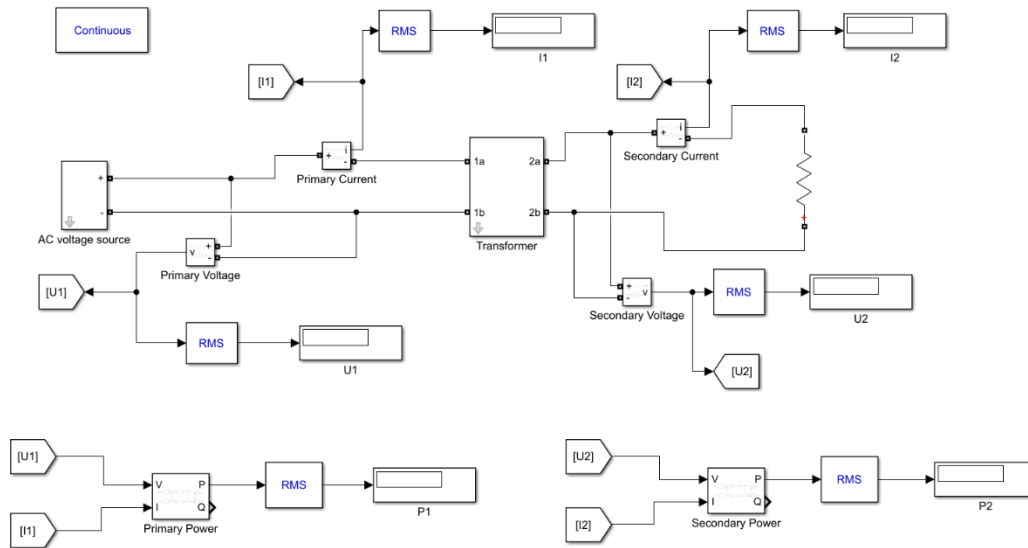 Continuous
RMS
I1
[I1]
RMS
I2
[I2]
+
i
-
Primary Current
+
i
-
Secondary Current
+
-
AC voltage source
1a
2a
1b
2b
Transformer
v
+
-
Primary Voltage
[U1]
RMS
U1
+
-
v
Secondary Voltage
RMS
U2
[U2]
[U1]
[I1]
V
P
I
Q
Primary Power
RMS
P1
[U2]
[I2]
V
P
I
Q
Secondary Power
RMS
P2
+